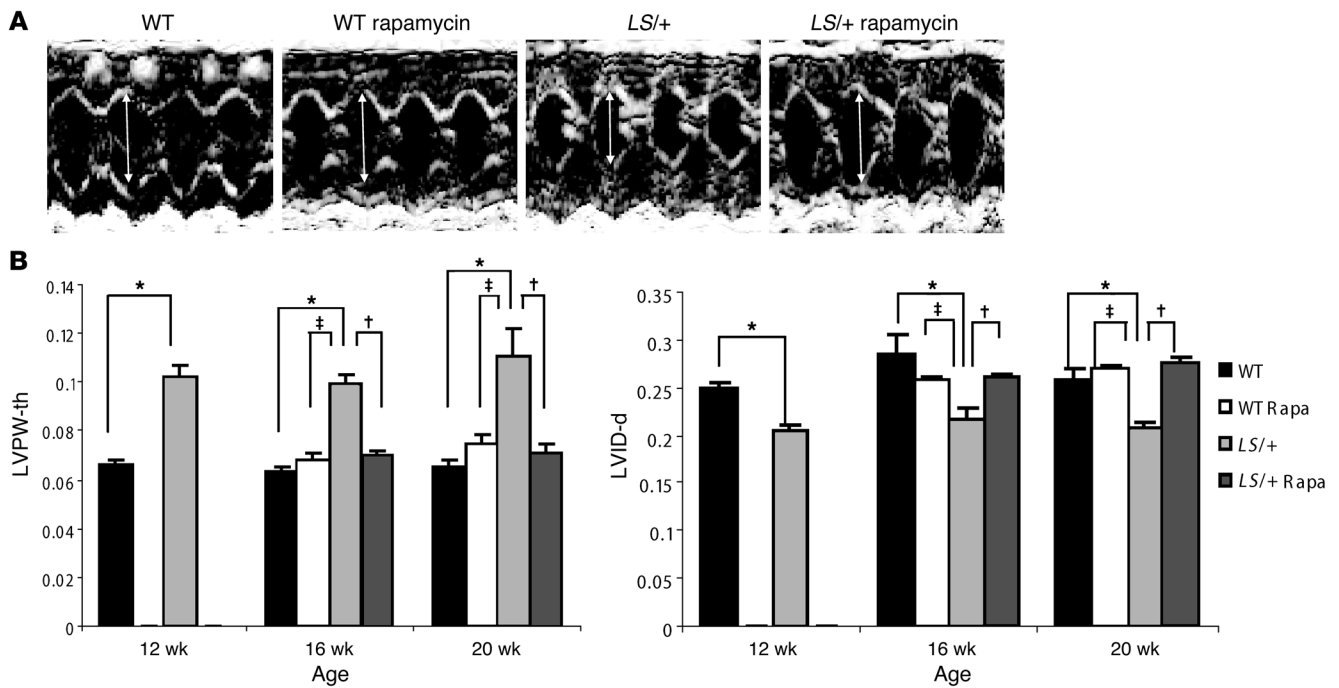 A
WT
WT rapamycin
LS/+
LS/+ rapamycin
B
LVPW-th
0.14
0.12
0.1
0.08
0.06
0.04
0.02
0
*
*
‡
†
*
‡
†
12 wk
16 wk
20 wk
Age
LVID-d
0.35
0.3
0.25
0.2
0.15
0.1
0.05
0
*
*
‡
†
*
‡
†
12 wk
16 wk
20 wk
Age
WT
WT Rapa
LS/+
LS/+ Rapa